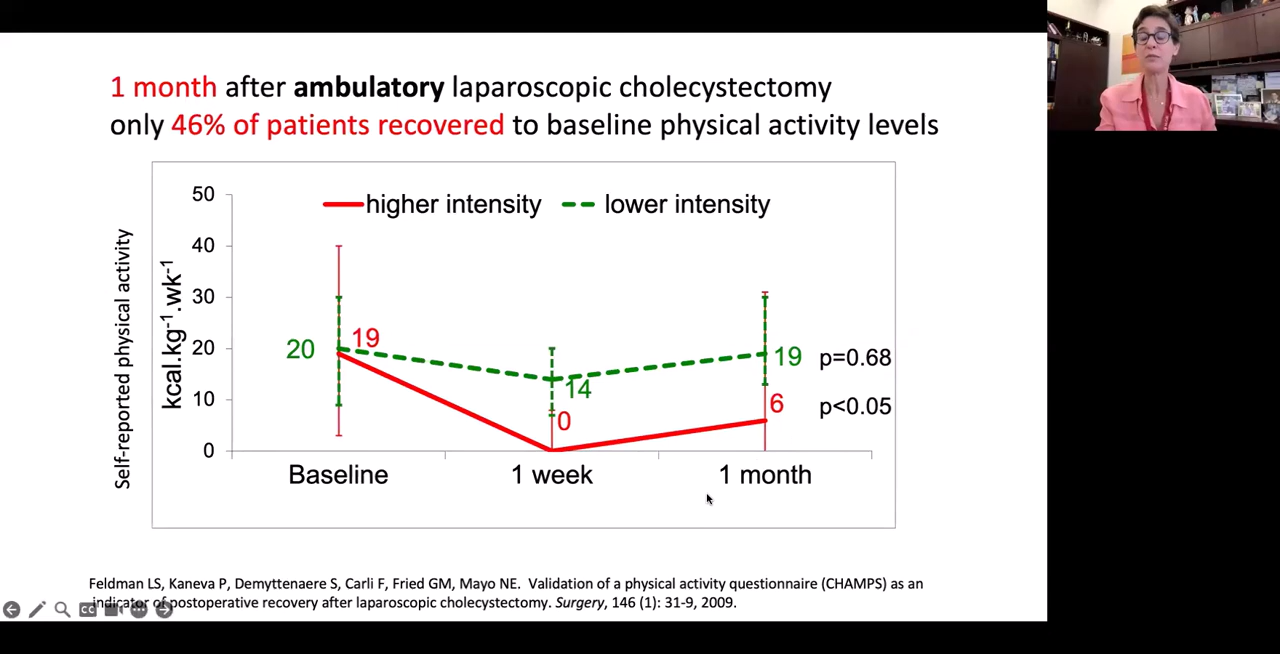 1 month after ambulatory laparoscopic cholecystectomy
only 46% of patients recovered to baseline physical activity levels
Self-reported physical activity
kcal.kg-1.wk-1
50
40
30
20
10
0
higher intensity
lower intensity
20
19
14
0
19
6
p=0.68
p<0.05
Baseline
1 week
1 month
Feldman LS, Kaneva P, Demyttenaere S, Carli F, Fried GM, Mayo NE. Validation of a physical activity questionnaire (CHAMPS) as an
indicator of postoperative recovery after laparoscopic cholecystectomy. Surgery, 146 (1): 31-9, 2009.
CC